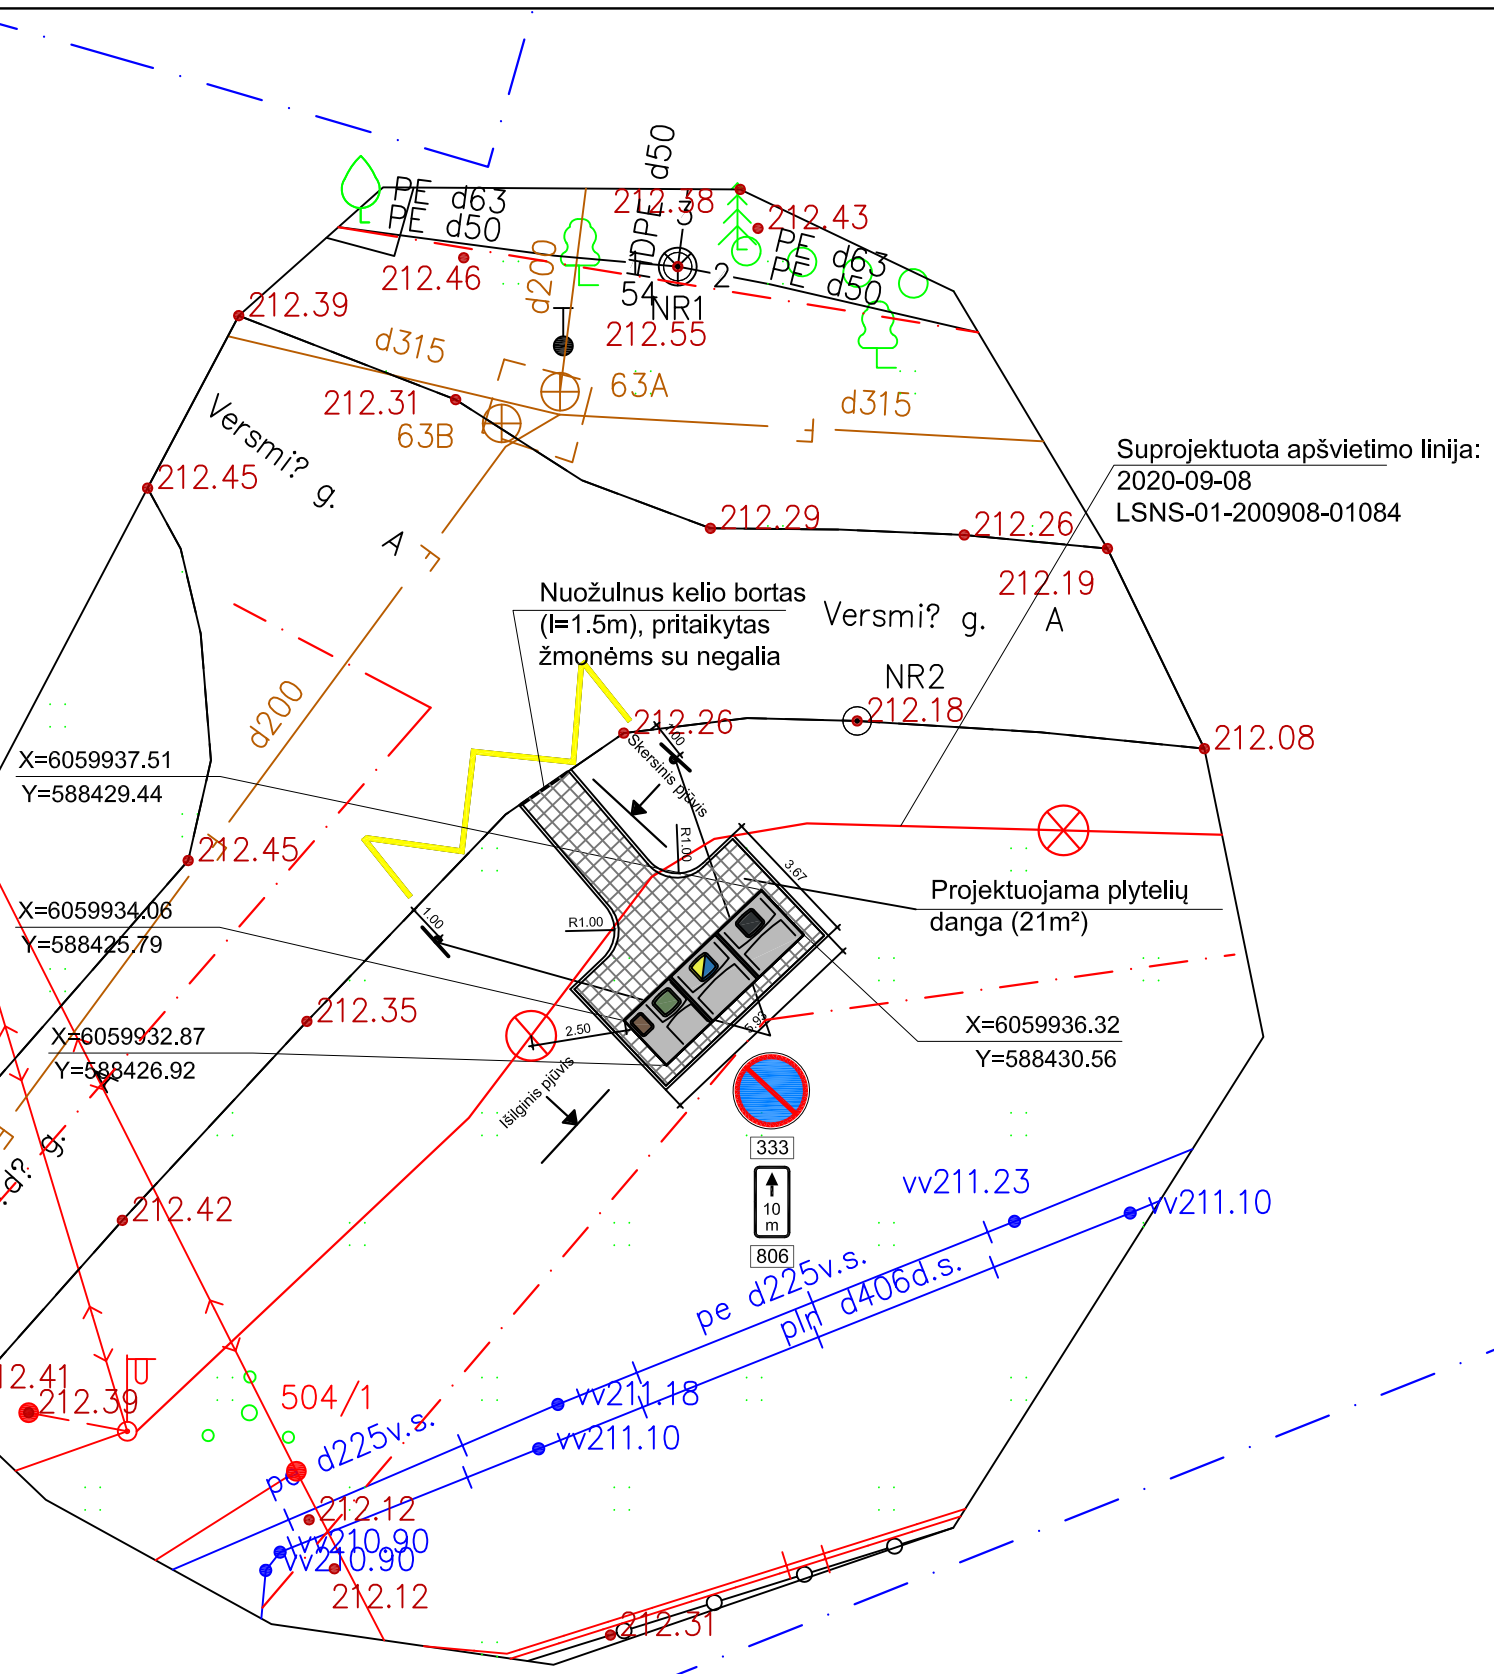 HDPE d50
PE d63
PE d50
212.38
3
212.43
PE d63
PE d50
212.46
d200
2
54
NR1
212.39
212.55
d315
63A
212.31
d315
63B
Versmi? g.
Suprojektuota apšvietimo linija:
2020-09-08
LSNS-01-200908-01084
212.45
212.29
212.26
A
212.19
Nuožulnus kelio bortas
(l=1.5m), pritaikytas
žmonėms su negalia
Versmi? g.
A
NR2
d200
212.26
212.18
212.08
1.00
Skersinis pjūvis
X=6059937.51
Y=588429.44
R1.00
212.45
3.67
Projektuojama plytelių
danga (21m²)
X=6059934.06
Y=588425.79
1.00
R1.00
212.35
2.50
5.93
X=6059932.87
Y=588426.92
X=6059936.32
Y=588430.56
A
Išilginis pjūvis
d? g.
333
10
m
806
vv211.23
vv211.10
212.42
pe d225v.s.
pln d406d.s.
12.41
212.39
504/1
vv211.18
vv211.10
pe d225v.s.
212.12
vv210.90
vv210.90
212.12
212.31